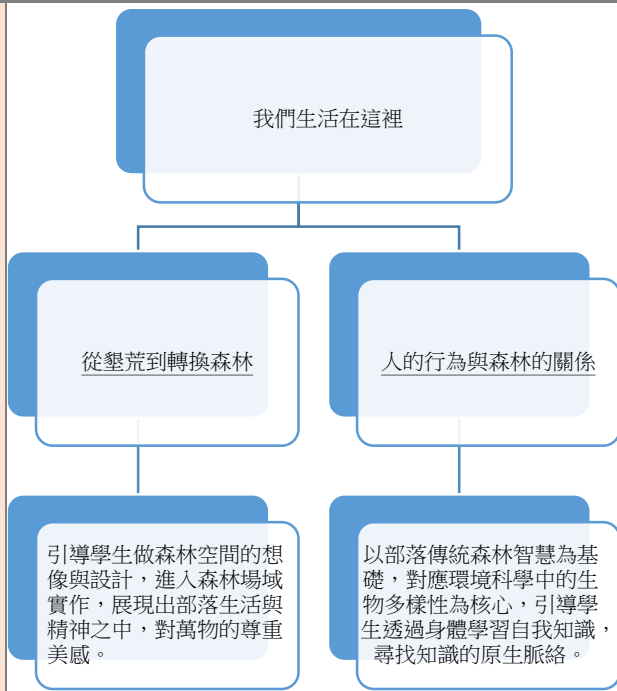 我們生活在這裡
從墾荒到轉換森林
人的行為與森林的關係
引導學生做森林空間的想
像與設計，進入森林場域
實作，展現出部落生活與
精神之中，對萬物的尊重
美感。
以部落傳統森林智慧為基
礎，對應環境科學中的生
物多樣性為核心，引導學
生透過身體學習自我知識，
尋找知識的原生脈絡。